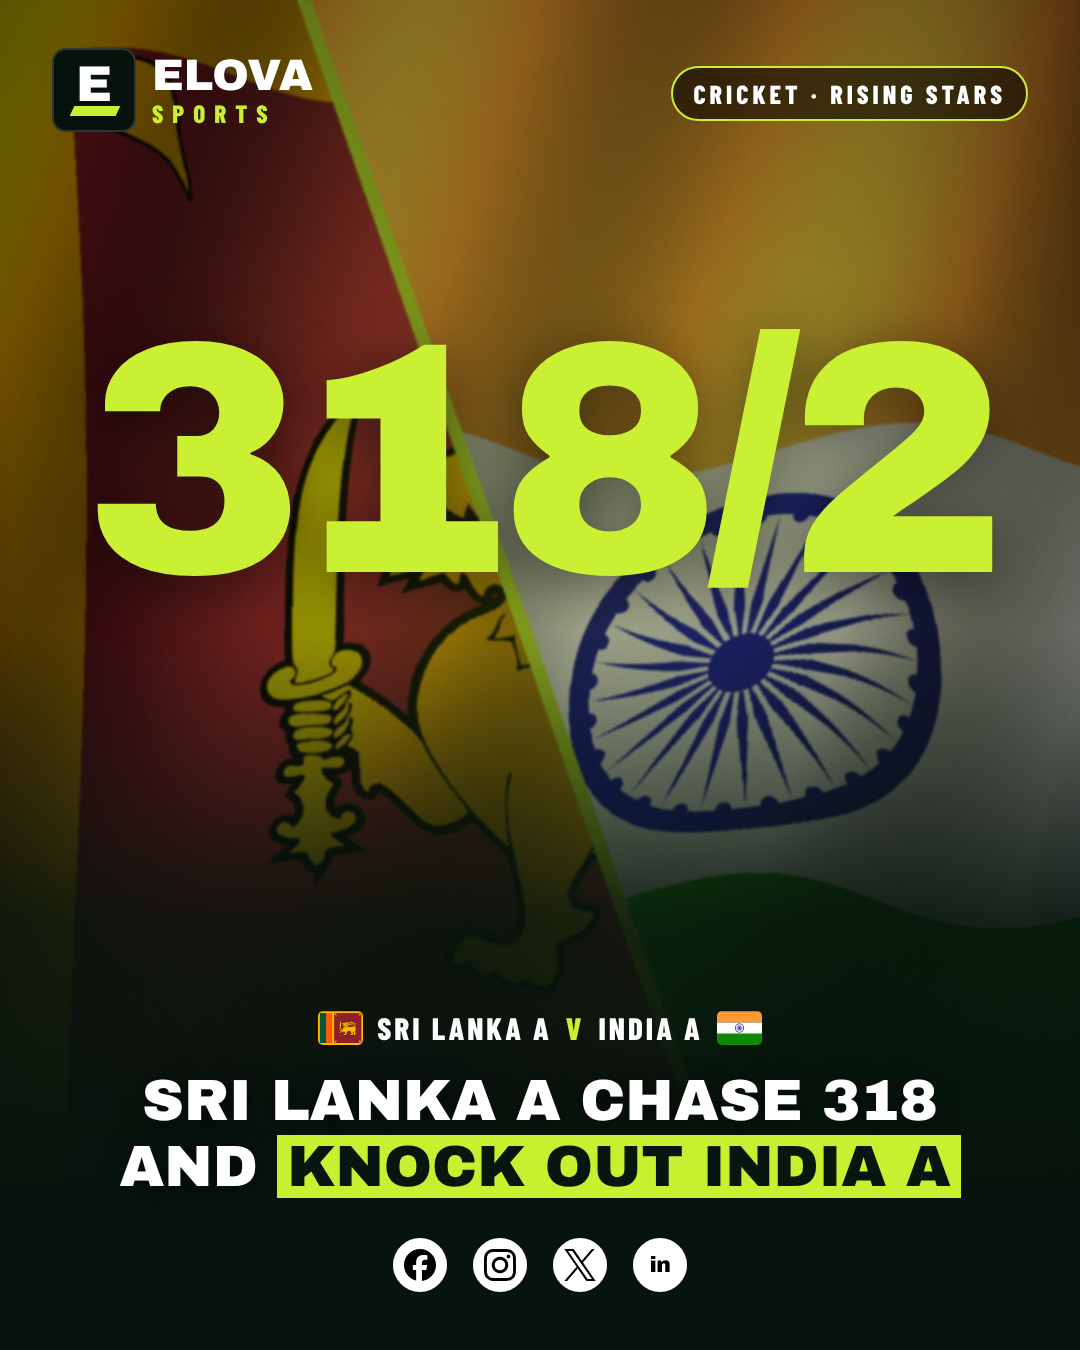 E
ELOVA
SPORTS
CRICKET · RISING STARS
318/2
SRI LANKA A V INDIA A
SRI LANKA A CHASE 318
AND KNOCK OUT INDIA A
in